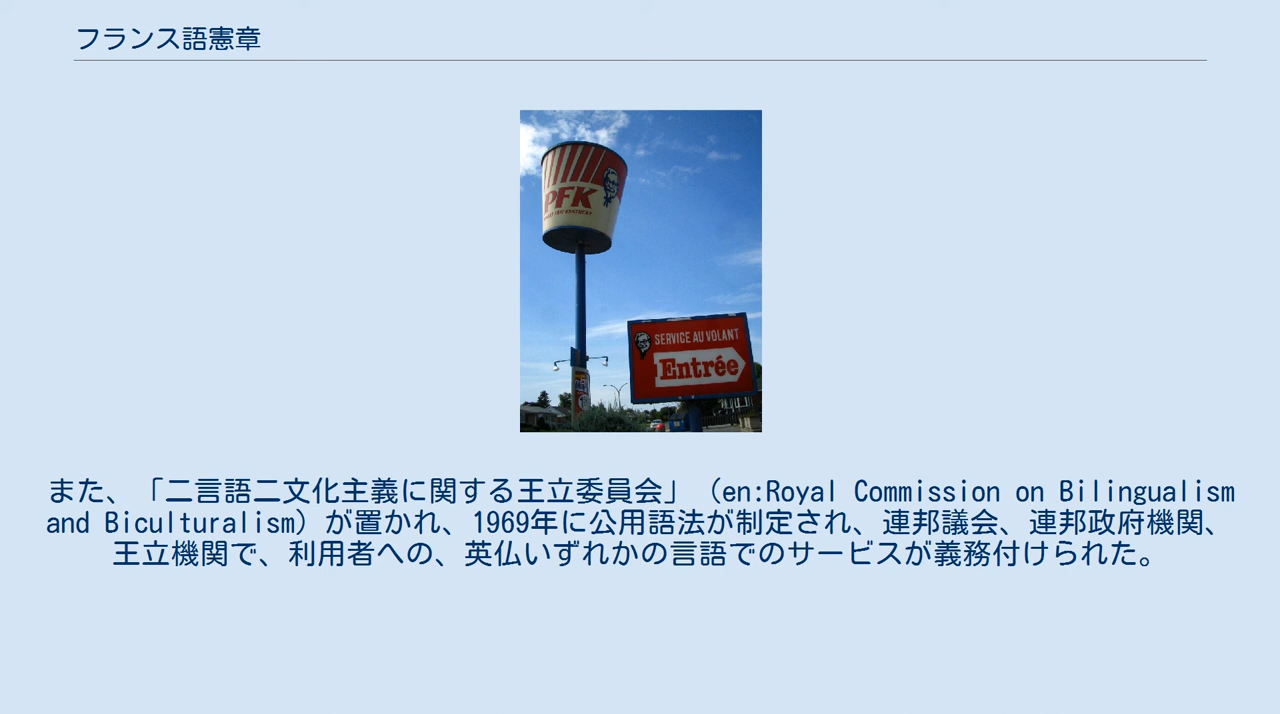 フランス語憲章
PFK
SERVICE AU VOLANT
Entrée
また、「二言語二文化主義に関する王立委員会」（en:Royal Commission on Bilingualism
and Biculturalism）が置かれ、1969年に公用語法が制定され、連邦議会、連邦政府機関、
王立機関で、利用者への、英仏いずれかの言語でのサービスが義務付けられた。